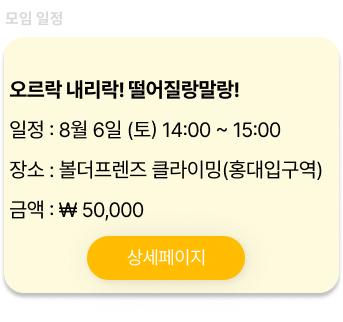 모임 일정
오르락 내리락! 떨어질랑말랑!
일정 : 8월 6일 (토) 14:00 ~ 15:00
장소 : 볼더프렌즈 클라이밍(홍대입구역)
금액 : ₩ 50,000
상세페이지